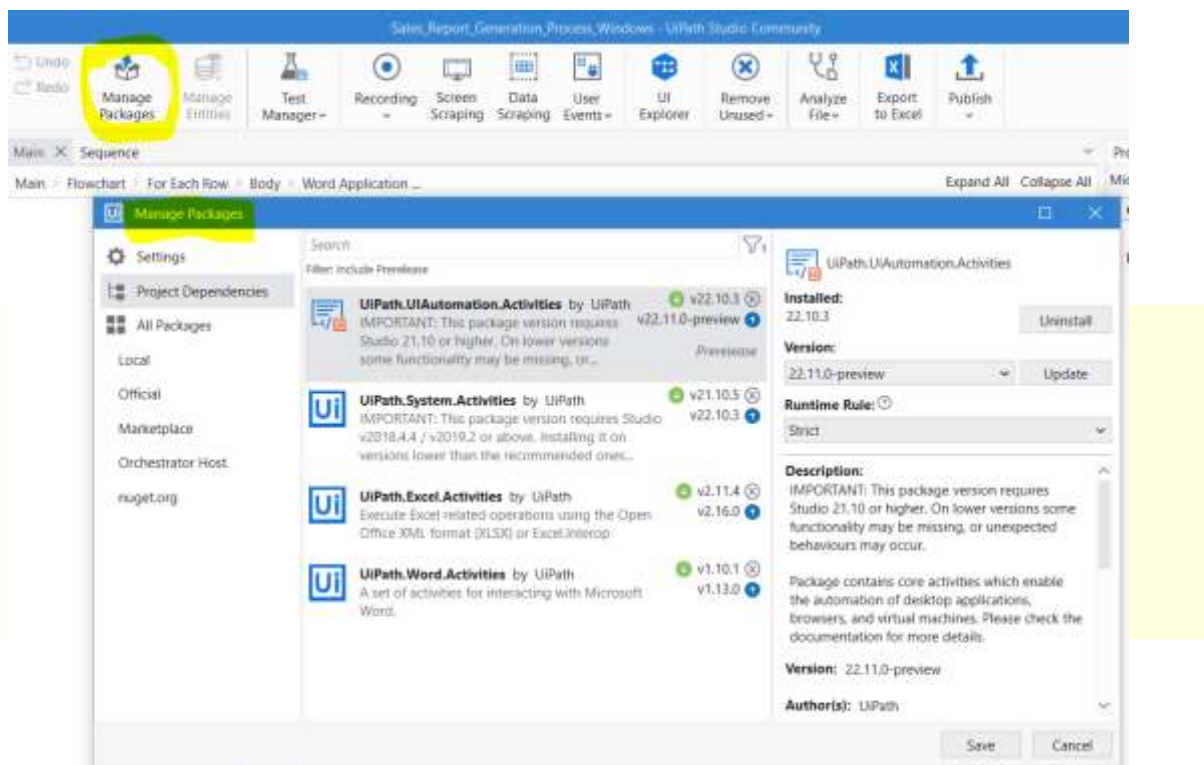 Sales_Report_Generation_Process_Windows - UiPath Studio Community
Undo
Redo
Manage Packages
Manage Entities
Test Manager
Recording
Screen Scraping
Data Scraping
User Events
UI Explorer
Remove Unused
Analyze File
Export to Excel
Publish
Main Sequence
Main Flowchart For Each Row Body Word Application ...
Expand All Collapse All
Manage Packages
Settings
Project Dependencies
All Packages
Local
Official
Marketplace
Orchestrator Host
nuget.org
Search
Filter: Include Prerelease
UiPath.UIAutomation.Activities by UiPath v22.10.3
IMPORTANT: This package version requires v22.11.0-preview
Studio 21.10 or higher. On lower versions Prerelease
some functionality may be missing, or...
UiPath.System.Activities by UiPath v21.10.5
IMPORTANT: This package version requires Studio v22.10.3
v2018.4.4 / v2019.2 or above. Installing it on
versions lower than the recommended ones...
UiPath.Excel.Activities by UiPath v2.11.4
Execute Excel related operations using the Open v2.16.0
Office XML format (XLSX) or Excel.Interop
UiPath.Word.Activities by UiPath v1.10.1
A set of activities for interacting with Microsoft v1.13.0
Word.
UiPath.UIAutomation.Activities
Installed:
22.10.3 Uninstall
Version:
22.11.0-preview Update
Runtime Rule:
Strict
Description:
IMPORTANT: This package version requires
Studio 21.10 or higher. On lower versions some
functionality may be missing, or unexpected
behaviours may occur.
Package contains core activities which enable
the automation of desktop applications,
browsers, and virtual machines. Please check the
documentation for more details.
Version: 22.11.0-preview
Author(s): UiPath
Save Cancel